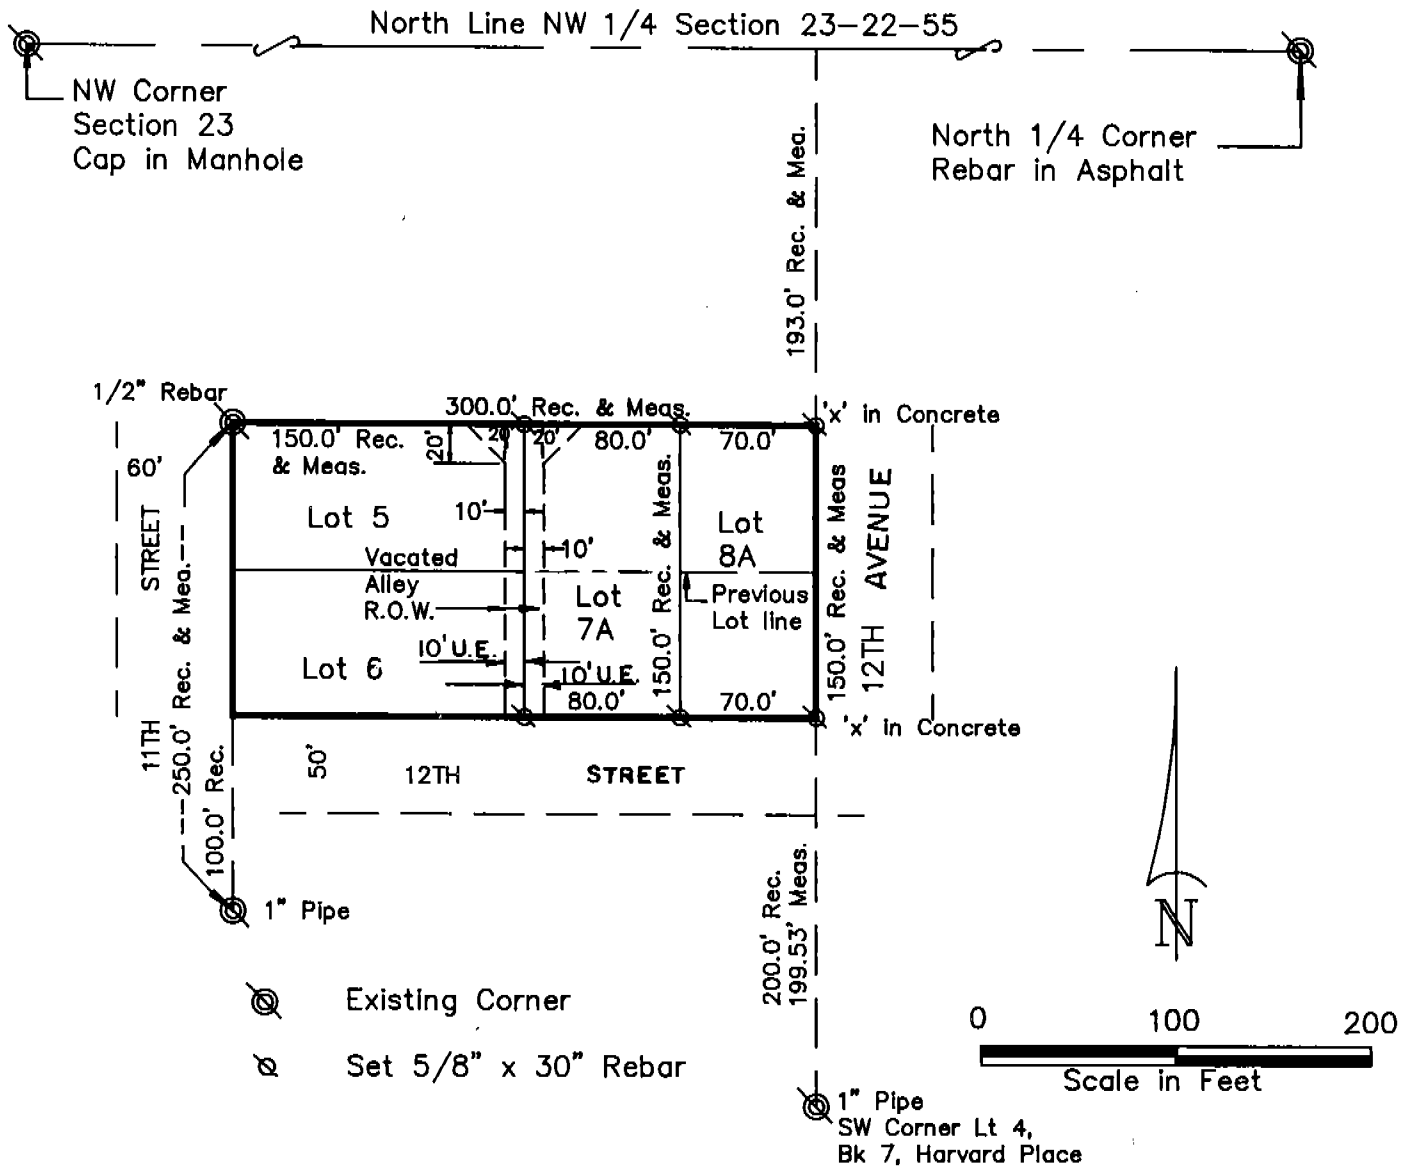 North Line NW 1/4 Section 23-22-55
NW Corner
Section 23
Cap in Manhole
North 1/4 Corner
Rebar in Asphalt
193.0' Rec. & Mea.
1/2" Rebar
300.0' Rec. & Meas.
'x' in Concrete
60'
150.0' Rec.
& Meas.
20'
20'
20'
80.0'
70.0'
Lot 5
10'
10'
Lot
8A
Vacated
Alley
R.O.W.
Lot
7A
Previous
Lot line
150.0' Rec. & Meas.
150.0' Rec. & Meas
12TH AVENUE
11TH STREET
250.0' Rec. & Mea.
100.0' Rec.
Lot 6
10' U.E.
10' U.E.
80.0'
70.0'
'x' in Concrete
50'
12TH STREET
1" Pipe
200.0' Rec.
199.53' Meas.
Existing Corner
Set 5/8" x 30" Rebar
N
0 100 200
Scale in Feet
1" Pipe
SW Corner Lt 4,
Bk 7, Harvard Place